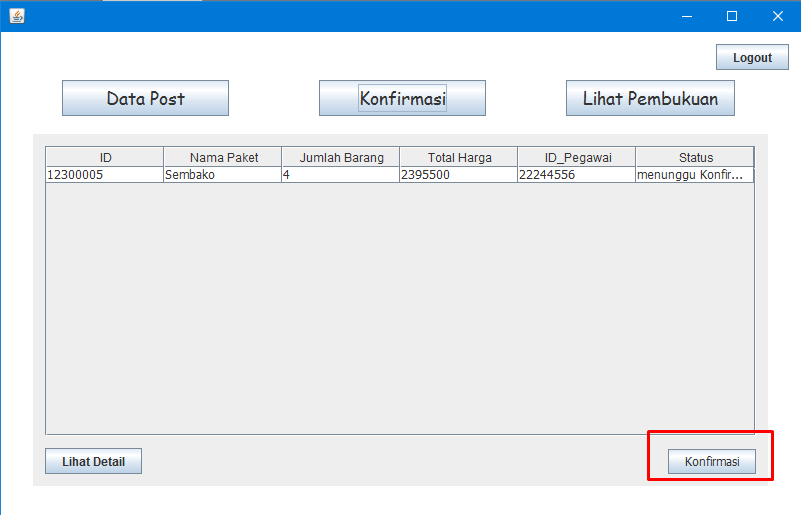 Logout
Data Post Konfirmasi Lihat Pembukuan
ID Nama Paket Jumlah Barang Total Harga ID_Pegawai Status
12300005 Sembako 4 2395500 22244556 menunggu Konfir...
Lihat Detail Konfirmasi